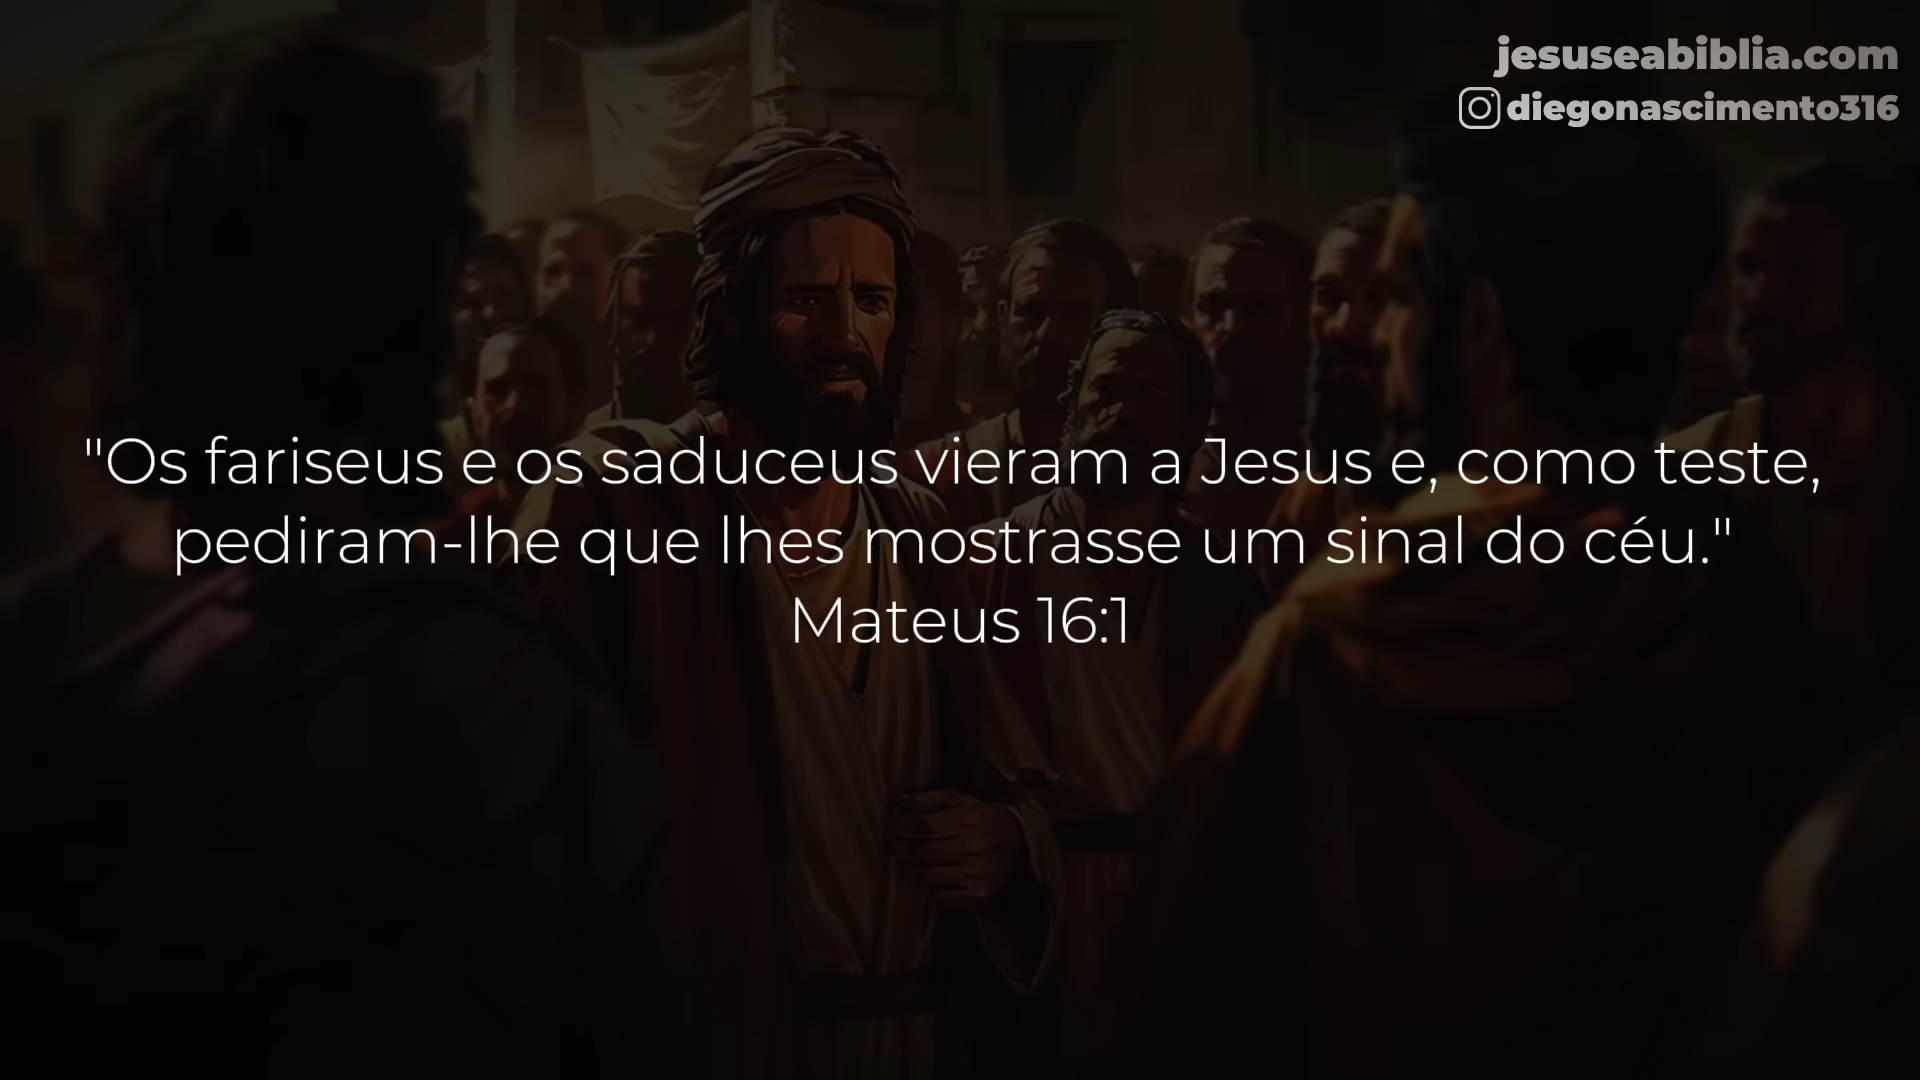 jesuseabiblia.com
diegonascimento316
"Os fariseus e os saduceus vieram a Jesus e, como teste,
pediram-lhe que lhes mostrasse um sinal do céu."
Mateus 16:1